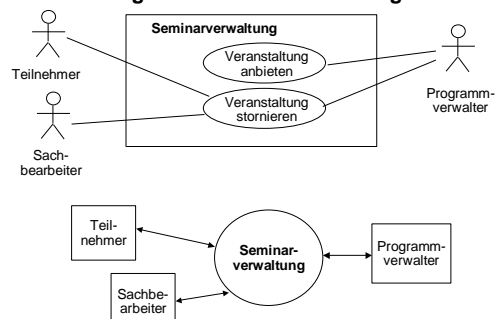 Seminarverwaltung
Teilnehmer
Veranstaltung
anbieten
Veranstaltung
stornieren
Programm-
verwalter
Sach-
bearbeiter
Teil-
nehmer
Seminar-
verwaltung
Programm-
verwalter
Sachbe-
arbeiter